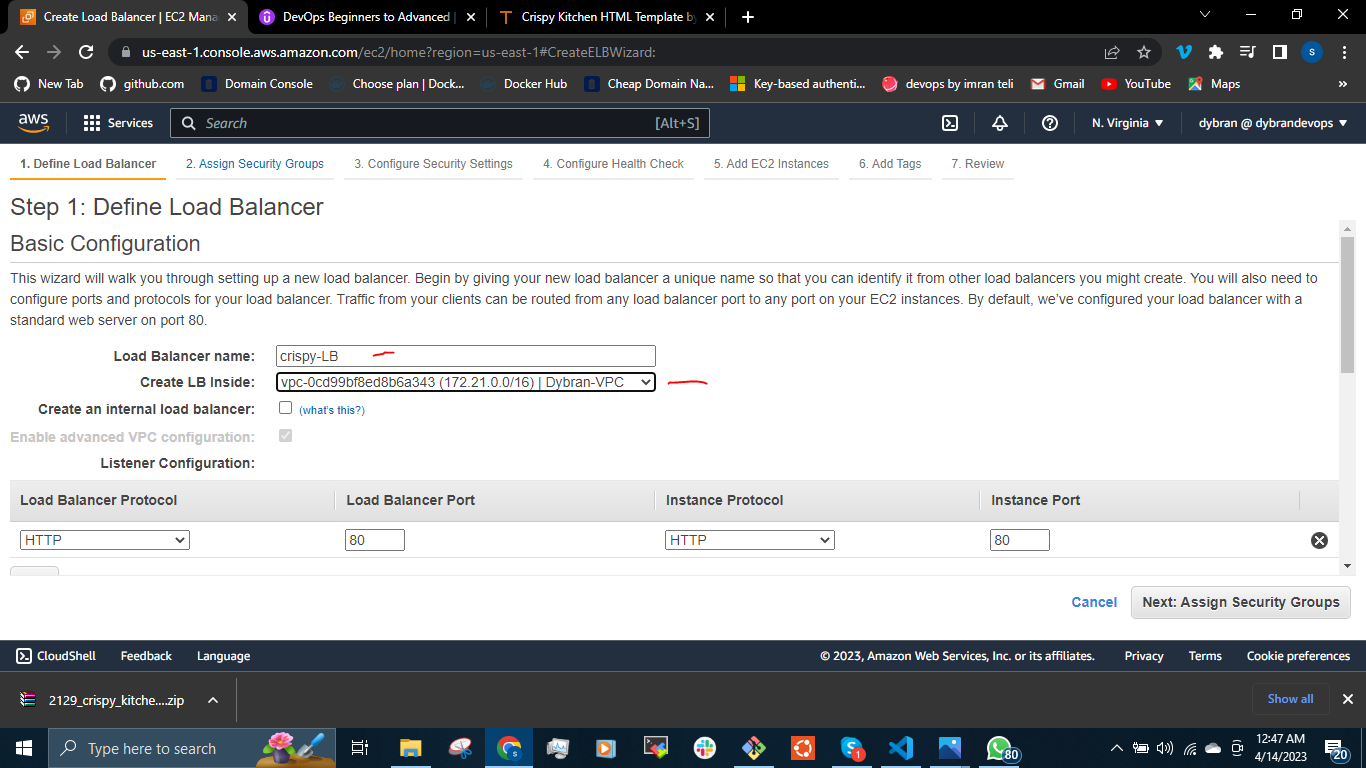 Create Load Balancer | EC2 Mana
DevOps Beginners to Advanced |
Crispy Kitchen HTML Template by
us-east-1.console.aws.amazon.com/ec2/home?region=us-east-1#CreateELBWizard:
s
New Tab
github.com
Domain Console
Choose plan | Dock...
Docker Hub
Cheap Domain Na...
Key-based authenti...
devops by imran teli
Gmail
YouTube
Maps
»
aws
Services
Search
[Alt+S]
N. Virginia
dybran @ dybrandevops
1. Define Load Balancer
2. Assign Security Groups
3. Configure Security Settings
4. Configure Health Check
5. Add EC2 Instances
6. Add Tags
7. Review
Step 1: Define Load Balancer
Basic Configuration
This wizard will walk you through setting up a new load balancer. Begin by giving your new load balancer a unique name so that you can identify it from other load balancers you might create. You will also need to
configure ports and protocols for your load balancer. Traffic from your clients can be routed from any load balancer port to any port on your EC2 instances. By default, we've configured your load balancer with a
standard web server on port 80.
Load Balancer name: crispy-LB
Create LB Inside: vpc-0cd99bf8ed8b6a343 (172.21.0.0/16) | Dybran-VPC
Create an internal load balancer: (what's this?)
Enable advanced VPC configuration:
Listener Configuration:
Load Balancer Protocol Load Balancer Port Instance Protocol Instance Port
HTTP 80 HTTP 80
Cancel Next: Assign Security Groups
CloudShell Feedback Language © 2023, Amazon Web Services, Inc. or its affiliates. Privacy Terms Cookie preferences
2129_crispy_kitche....zip
Show all
Type here to search
1
80
12:47 AM
4/14/2023
20